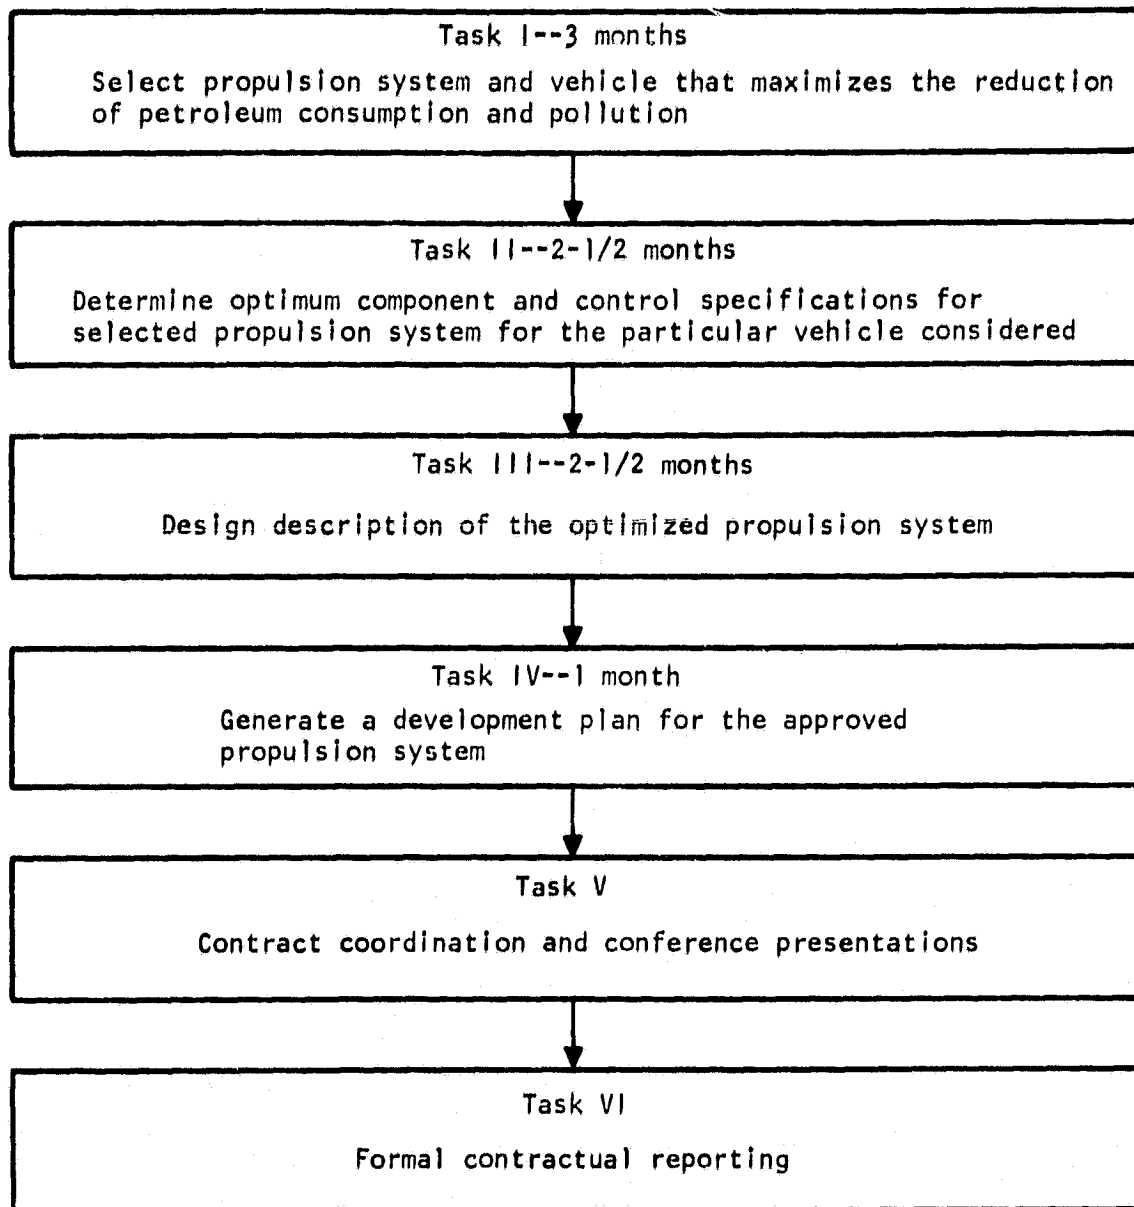 Task I--3 months
Select propulsion system and vehicle that maximizes the reduction
of petroleum consumption and pollution
Task II--2-1/2 months
Determine optimum component and control specifications for
selected propulsion system for the particular vehicle considered
Task III--2-1/2 months
Design description of the optimized propulsion system
Task IV--1 month
Generate a development plan for the approved
propulsion system
Task V
Contract coordination and conference presentations
Task VI
Formal contractual reporting